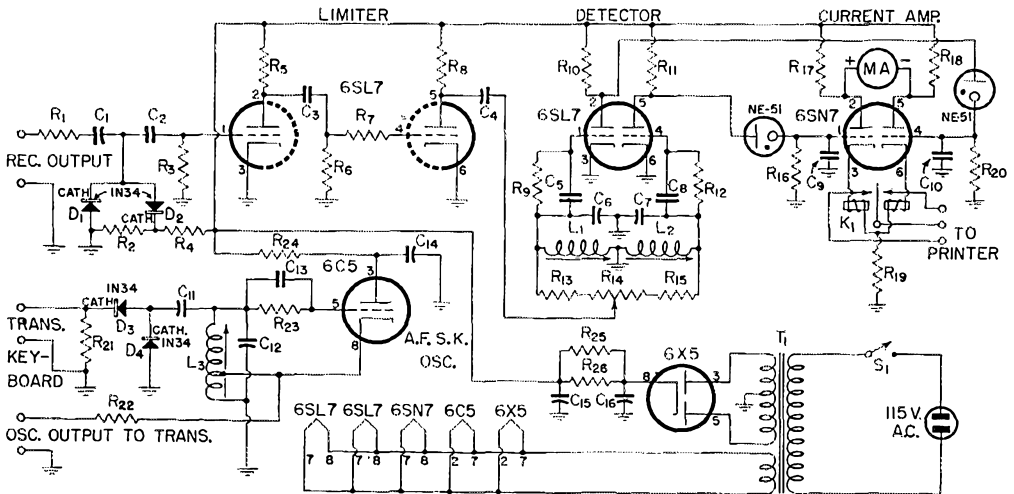 LIMITER DETECTOR CURRENT AMP.
R5 R8 R10 R11 R17 + MA - R18
6SL7 6SL7 6SN7 NE-51 NE-51
R1 C1 C2 2 C3 R7 5 C4 2 5 2 5
1 4 1 4 1 4
REC. OUTPUT R3 3 R6 6 3 6 R16 C9 3 6 C10 R20
CATH. IN34 R9 C5 C6 C7 C8 R12
D1 CATH D2 L1 L2 K1 TO PRINTER
R2 R4 R19
R24 C14 R13 R14 R15
C13 6C5 3
IN34 CATH C11 5
TRANS. D3 CATH. IN34 R23 A.F.S.K. OSC.
KEY-BOARD R21 D4 L3 C12 8
R25 6X5 T1 S1
R26 8 3
C15 C16 5 115 V. A.C.
R22 6SL7 6SL7 6SN7 6C5 6X5
OSC. OUTPUT TO TRANS.
7 8 7 8 7 8 2 7 2 7